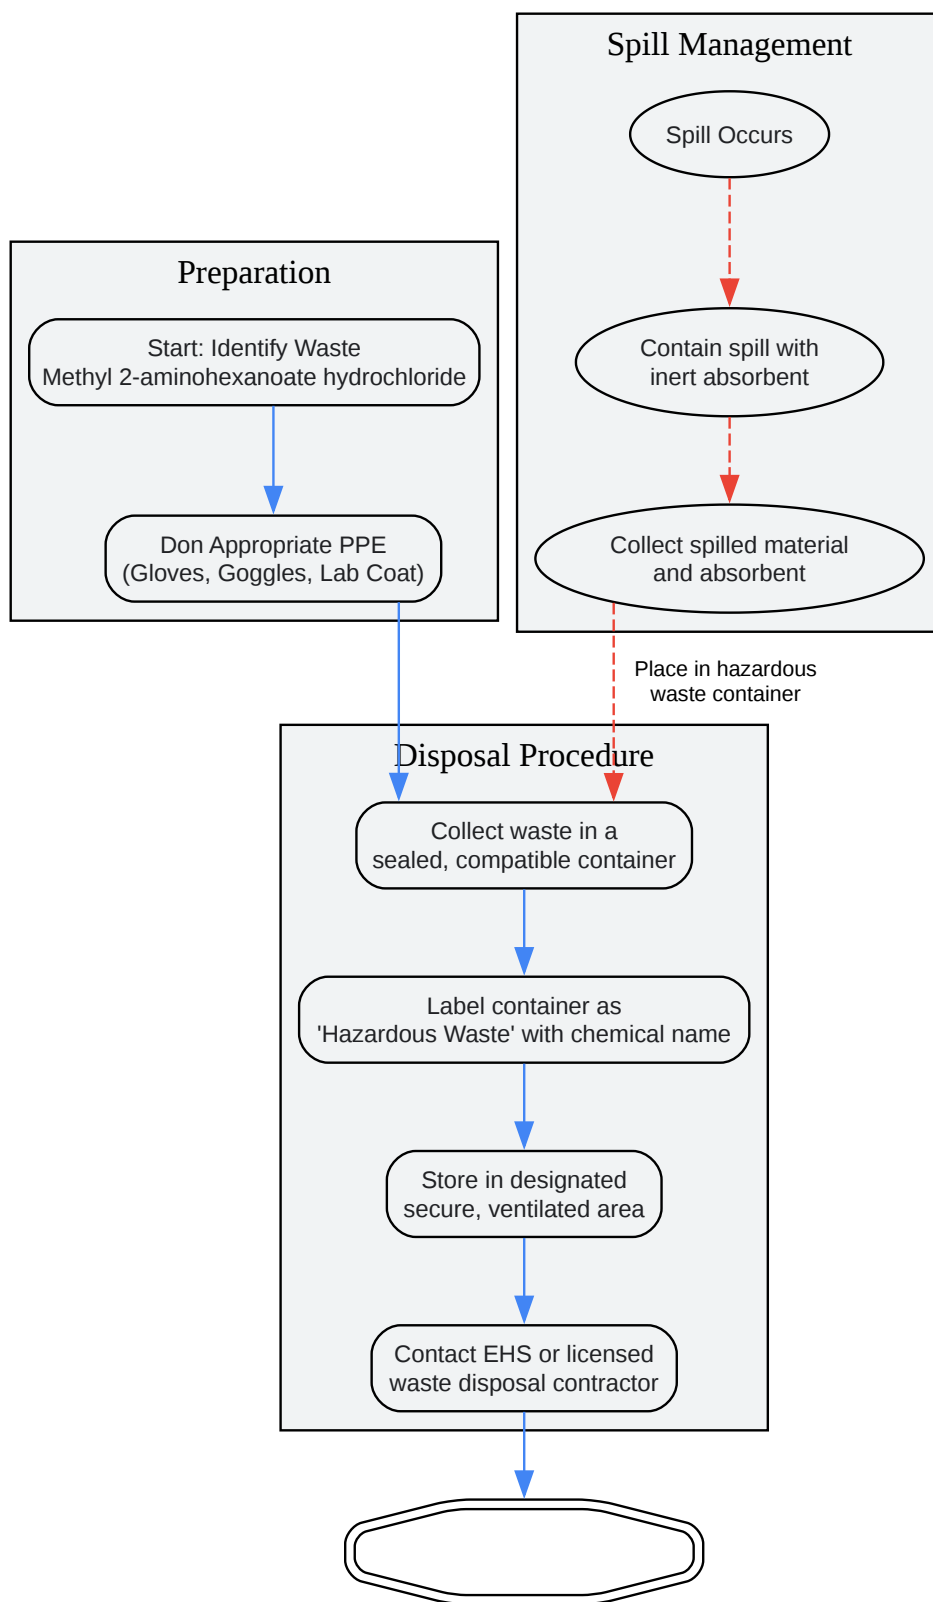 Spill Management
Spill Occurs
Contain spill with
inert absorbent
Collect spilled material
and absorbent
Place in hazardous
waste container
Preparation
Start: Identify Waste
Methyl 2-aminohexanoate hydrochloride
Don Appropriate PPE
(Gloves, Goggles, Lab Coat)
Disposal Procedure
Collect waste in a
sealed, compatible container
Label container as
'Hazardous Waste' with chemical name
Store in designated
secure, ventilated area
Contact EHS or licensed
waste disposal contractor